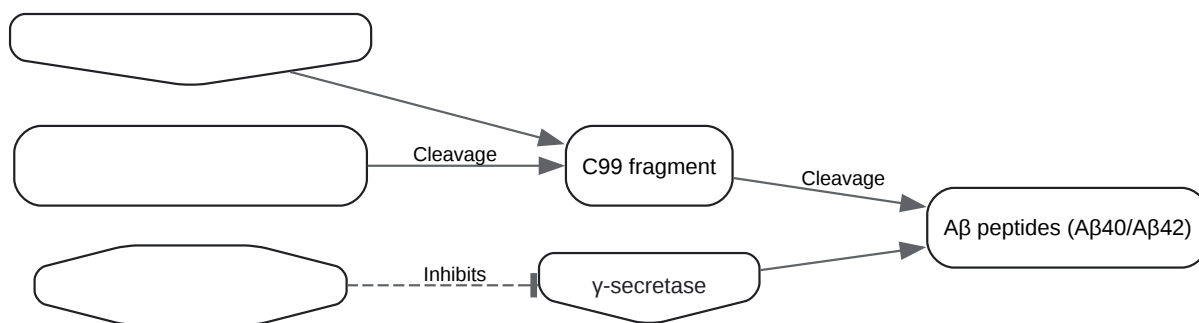 Cleavage
C99 fragment
Cleavage
Aβ peptides (Aβ40/Aβ42)
Inhibits
γ-secretase